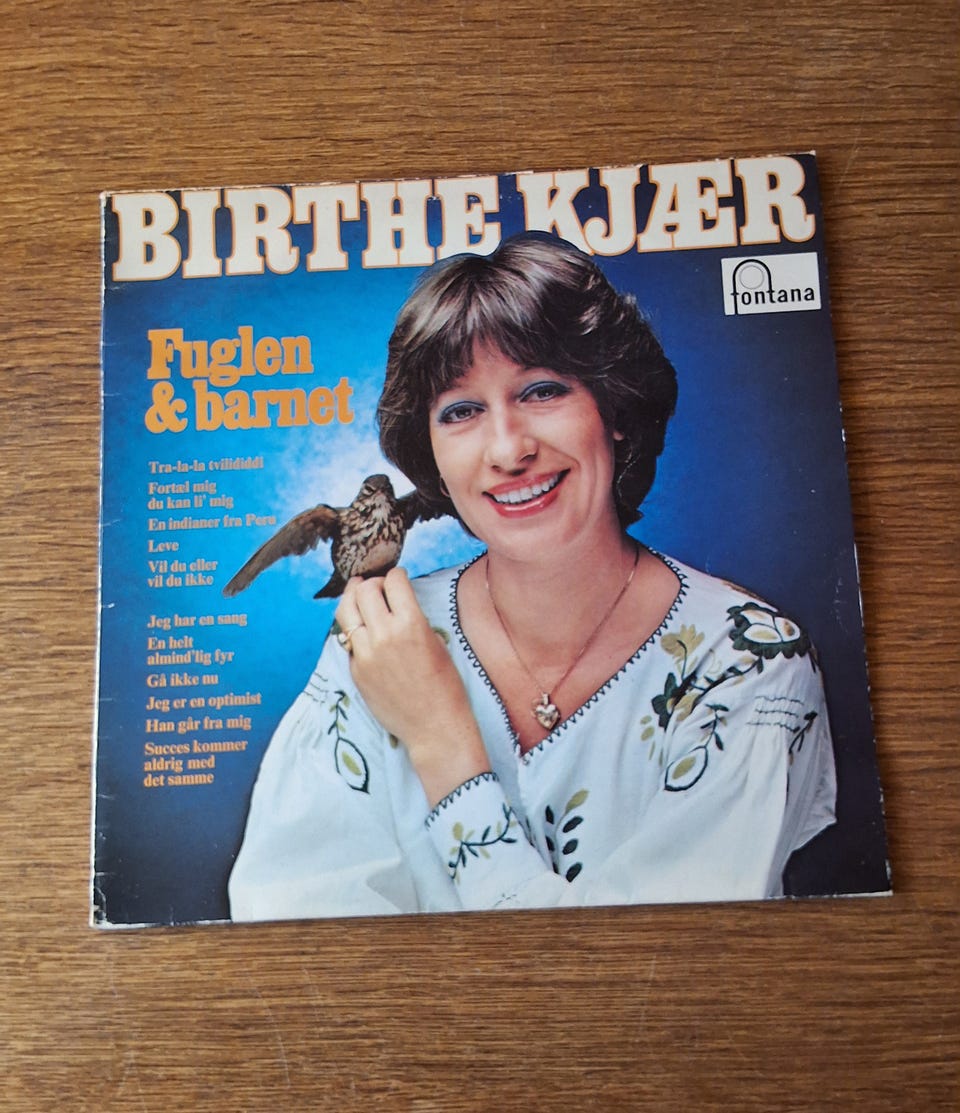 BIRTHE KJÆR
fontana
Fuglen
& barnet
Tra-la-la tvilididdi
Fortæl mig
du kan li' mig
En indianer fra Peru
Leve
Vil du eller
vil du ikke
Jeg har en sang
En helt
almind'lig fyr
Gå ikke nu
Jeg er en optimist
Han går fra mig
Succes kommer
aldrig med
det samme